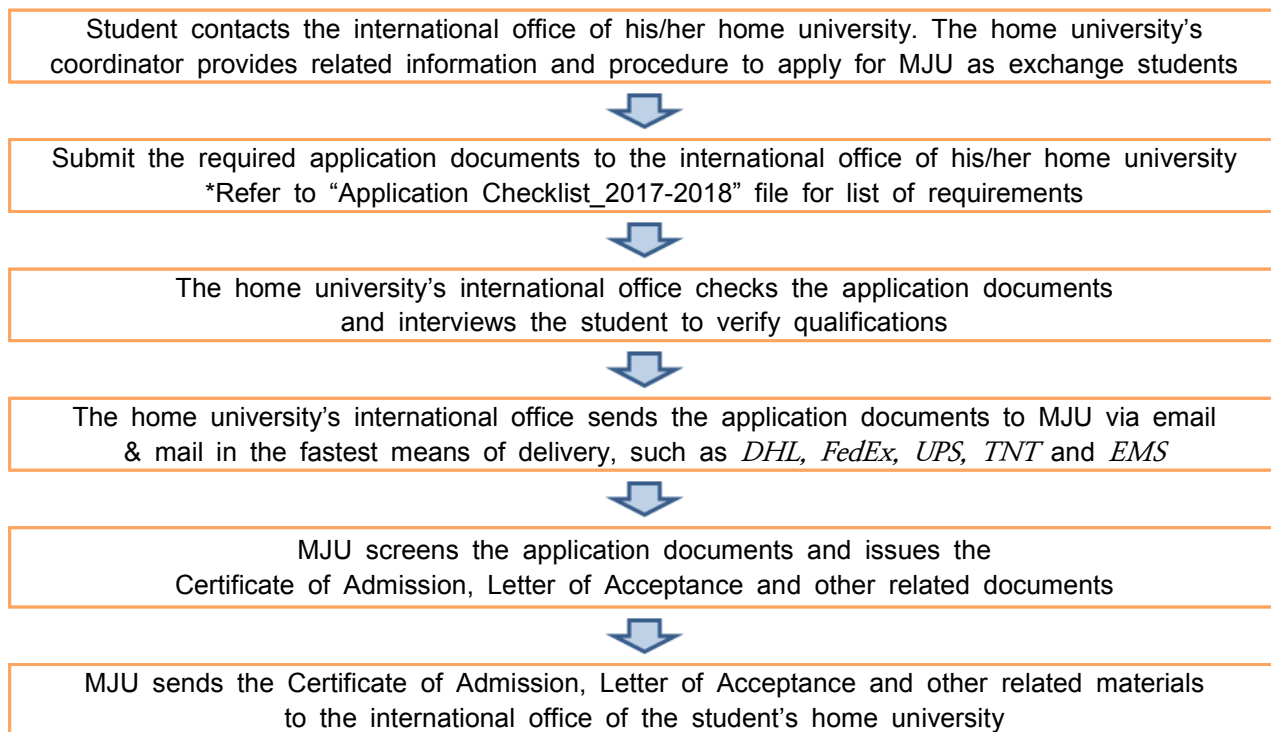 Student contacts the international office of his/her home university. The home university’s
coordinator provides related information and procedure to apply for MJU as exchange students
Submit the required application documents to the international office of his/her home university
*Refer to “Application Checklist_2017-2018” file for list of requirements
The home university’s international office checks the application documents
and interviews the student to verify qualifications
The home university’s international office sends the application documents to MJU via email
& mail in the fastest means of delivery, such as DHL, FedEx, UPS, TNT and EMS
MJU screens the application documents and issues the
Certificate of Admission, Letter of Acceptance and other related documents
MJU sends the Certificate of Admission, Letter of Acceptance and other related materials
to the international office of the student’s home university